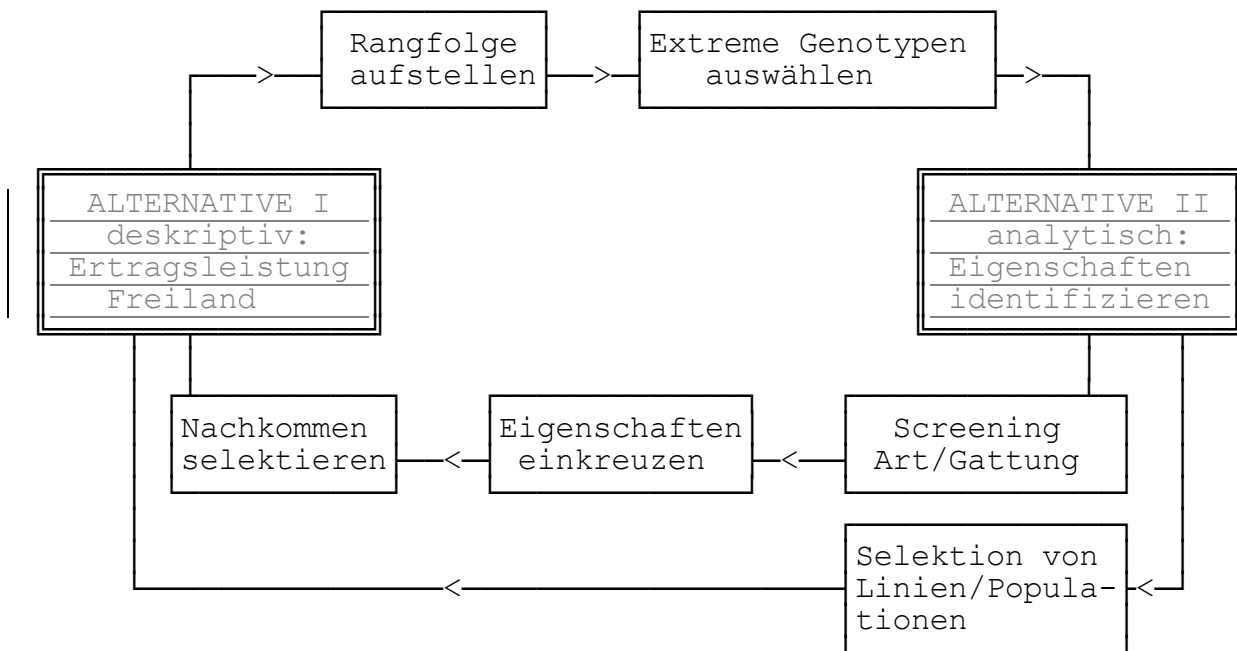 Rangfolge
aufstellen
Extreme Genotypen
auswählen
ALTERNATIVE I
deskriptiv:
Ertragsleistung
Freiland
ALTERNATIVE II
analytisch:
Eigenschaften
identifizieren
Nachkommen
selektieren
Eigenschaften
einkreuzen
Screening
Art/Gattung
Selektion von
Linien/Popula-
tionen